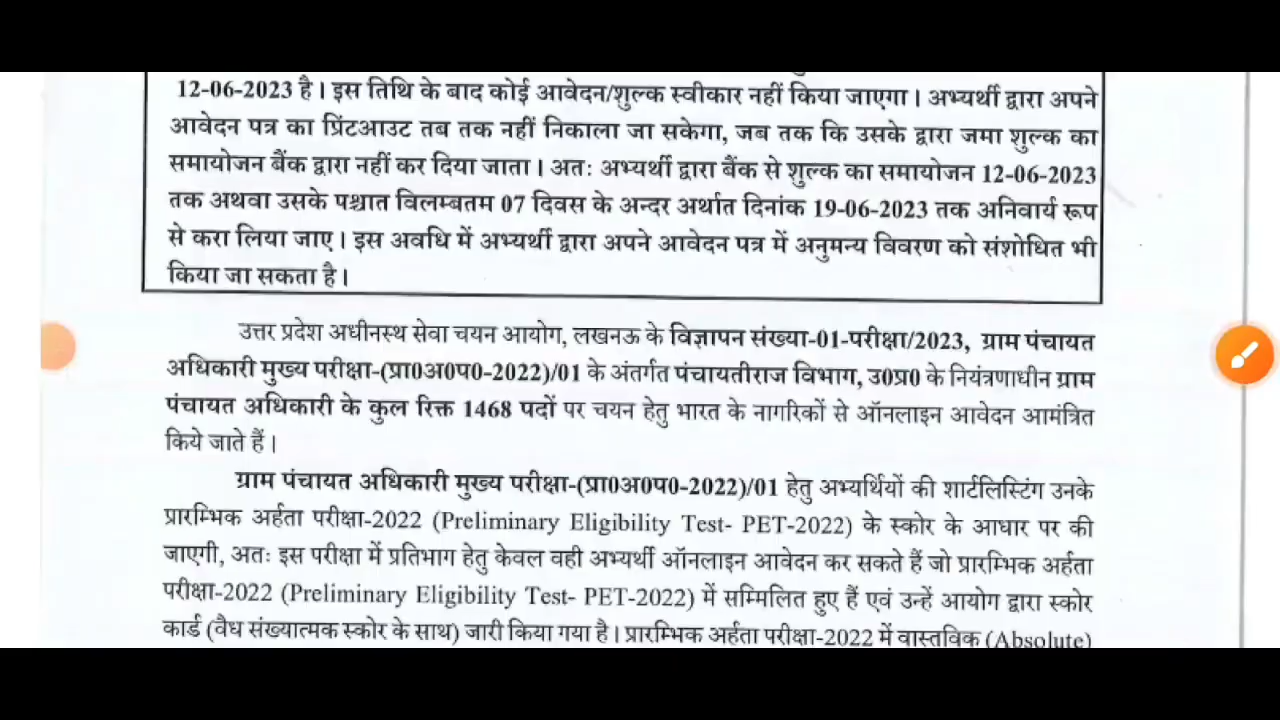 12-06-2023 है। इस तिथि के बाद कोई आवेदन/शुल्क स्वीकार नहीं किया जाएगा। अभ्यर्थी द्वारा अपने
आवेदन पत्र का प्रिंटआउट तब तक नहीं निकाला जा सकेगा, जब तक कि उसके द्वारा जमा शुल्क का
समायोजन बैंक द्वारा नहीं कर दिया जाता। अतः अभ्यर्थी द्वारा बैंक से शुल्क का समायोजन 12-06-2023
तक अथवा उसके पश्चात विलम्बतम 07 दिवस के अन्दर अर्थात दिनांक 19-06-2023 तक अनिवार्य रूप
से करा लिया जाए। इस अवधि में अभ्यर्थी द्वारा अपने आवेदन पत्र में अनुमन्य विवरण को संशोधित भी
किया जा सकता है।
उत्तर प्रदेश अधीनस्थ सेवा चयन आयोग, लखनऊ के विज्ञापन संख्या-01-परीक्षा/2023, ग्राम पंचायत
अधिकारी मुख्य परीक्षा-(प्रा0अ0प0-2022)/01 के अंतर्गत पंचायतीराज विभाग, उ0प्र0 के नियंत्रणाधीन ग्राम
पंचायत अधिकारी के कुल रिक्त 1468 पदों पर चयन हेतु भारत के नागरिकों से ऑनलाइन आवेदन आमंत्रित
किये जाते हैं।
ग्राम पंचायत अधिकारी मुख्य परीक्षा-(प्रा0अ0प0-2022)/01 हेतु अभ्यर्थियों की शार्टलिस्टिंग उनके
प्रारम्भिक अर्हता परीक्षा-2022 (Preliminary Eligibility Test- PET-2022) के स्कोर के आधार पर की
जाएगी, अतः इस परीक्षा में प्रतिभाग हेतु केवल वही अभ्यर्थी ऑनलाइन आवेदन कर सकते हैं जो प्रारम्भिक अर्हता
परीक्षा-2022 (Preliminary Eligibility Test- PET-2022) में सम्मिलित हुए हैं एवं उन्हें आयोग द्वारा स्कोर
कार्ड (वैध संख्यात्मक स्कोर के साथ) जारी किया गया है। प्रारम्भिक अर्हता परीक्षा-2022 में वास्तविक (Absolute)